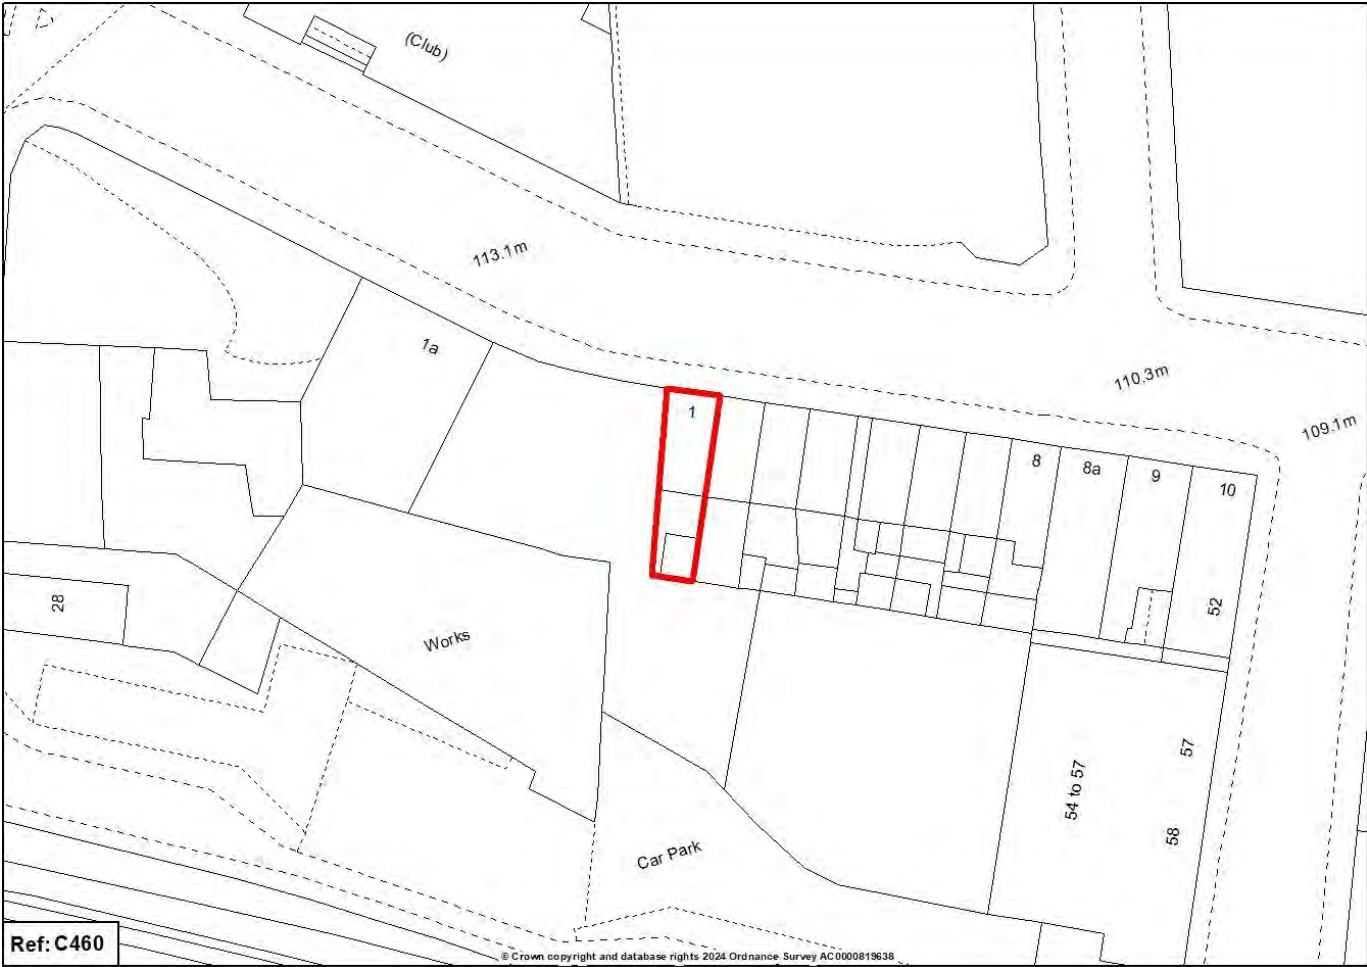 (Club)
113.1m
1a
110.3m
1
109.1m
8
8a
9
10
28
52
Works
57
54 to 57
58
Car Park
Ref: C460
© Crown copyright and database rights 2024 Ordnance Survey AC0000819638